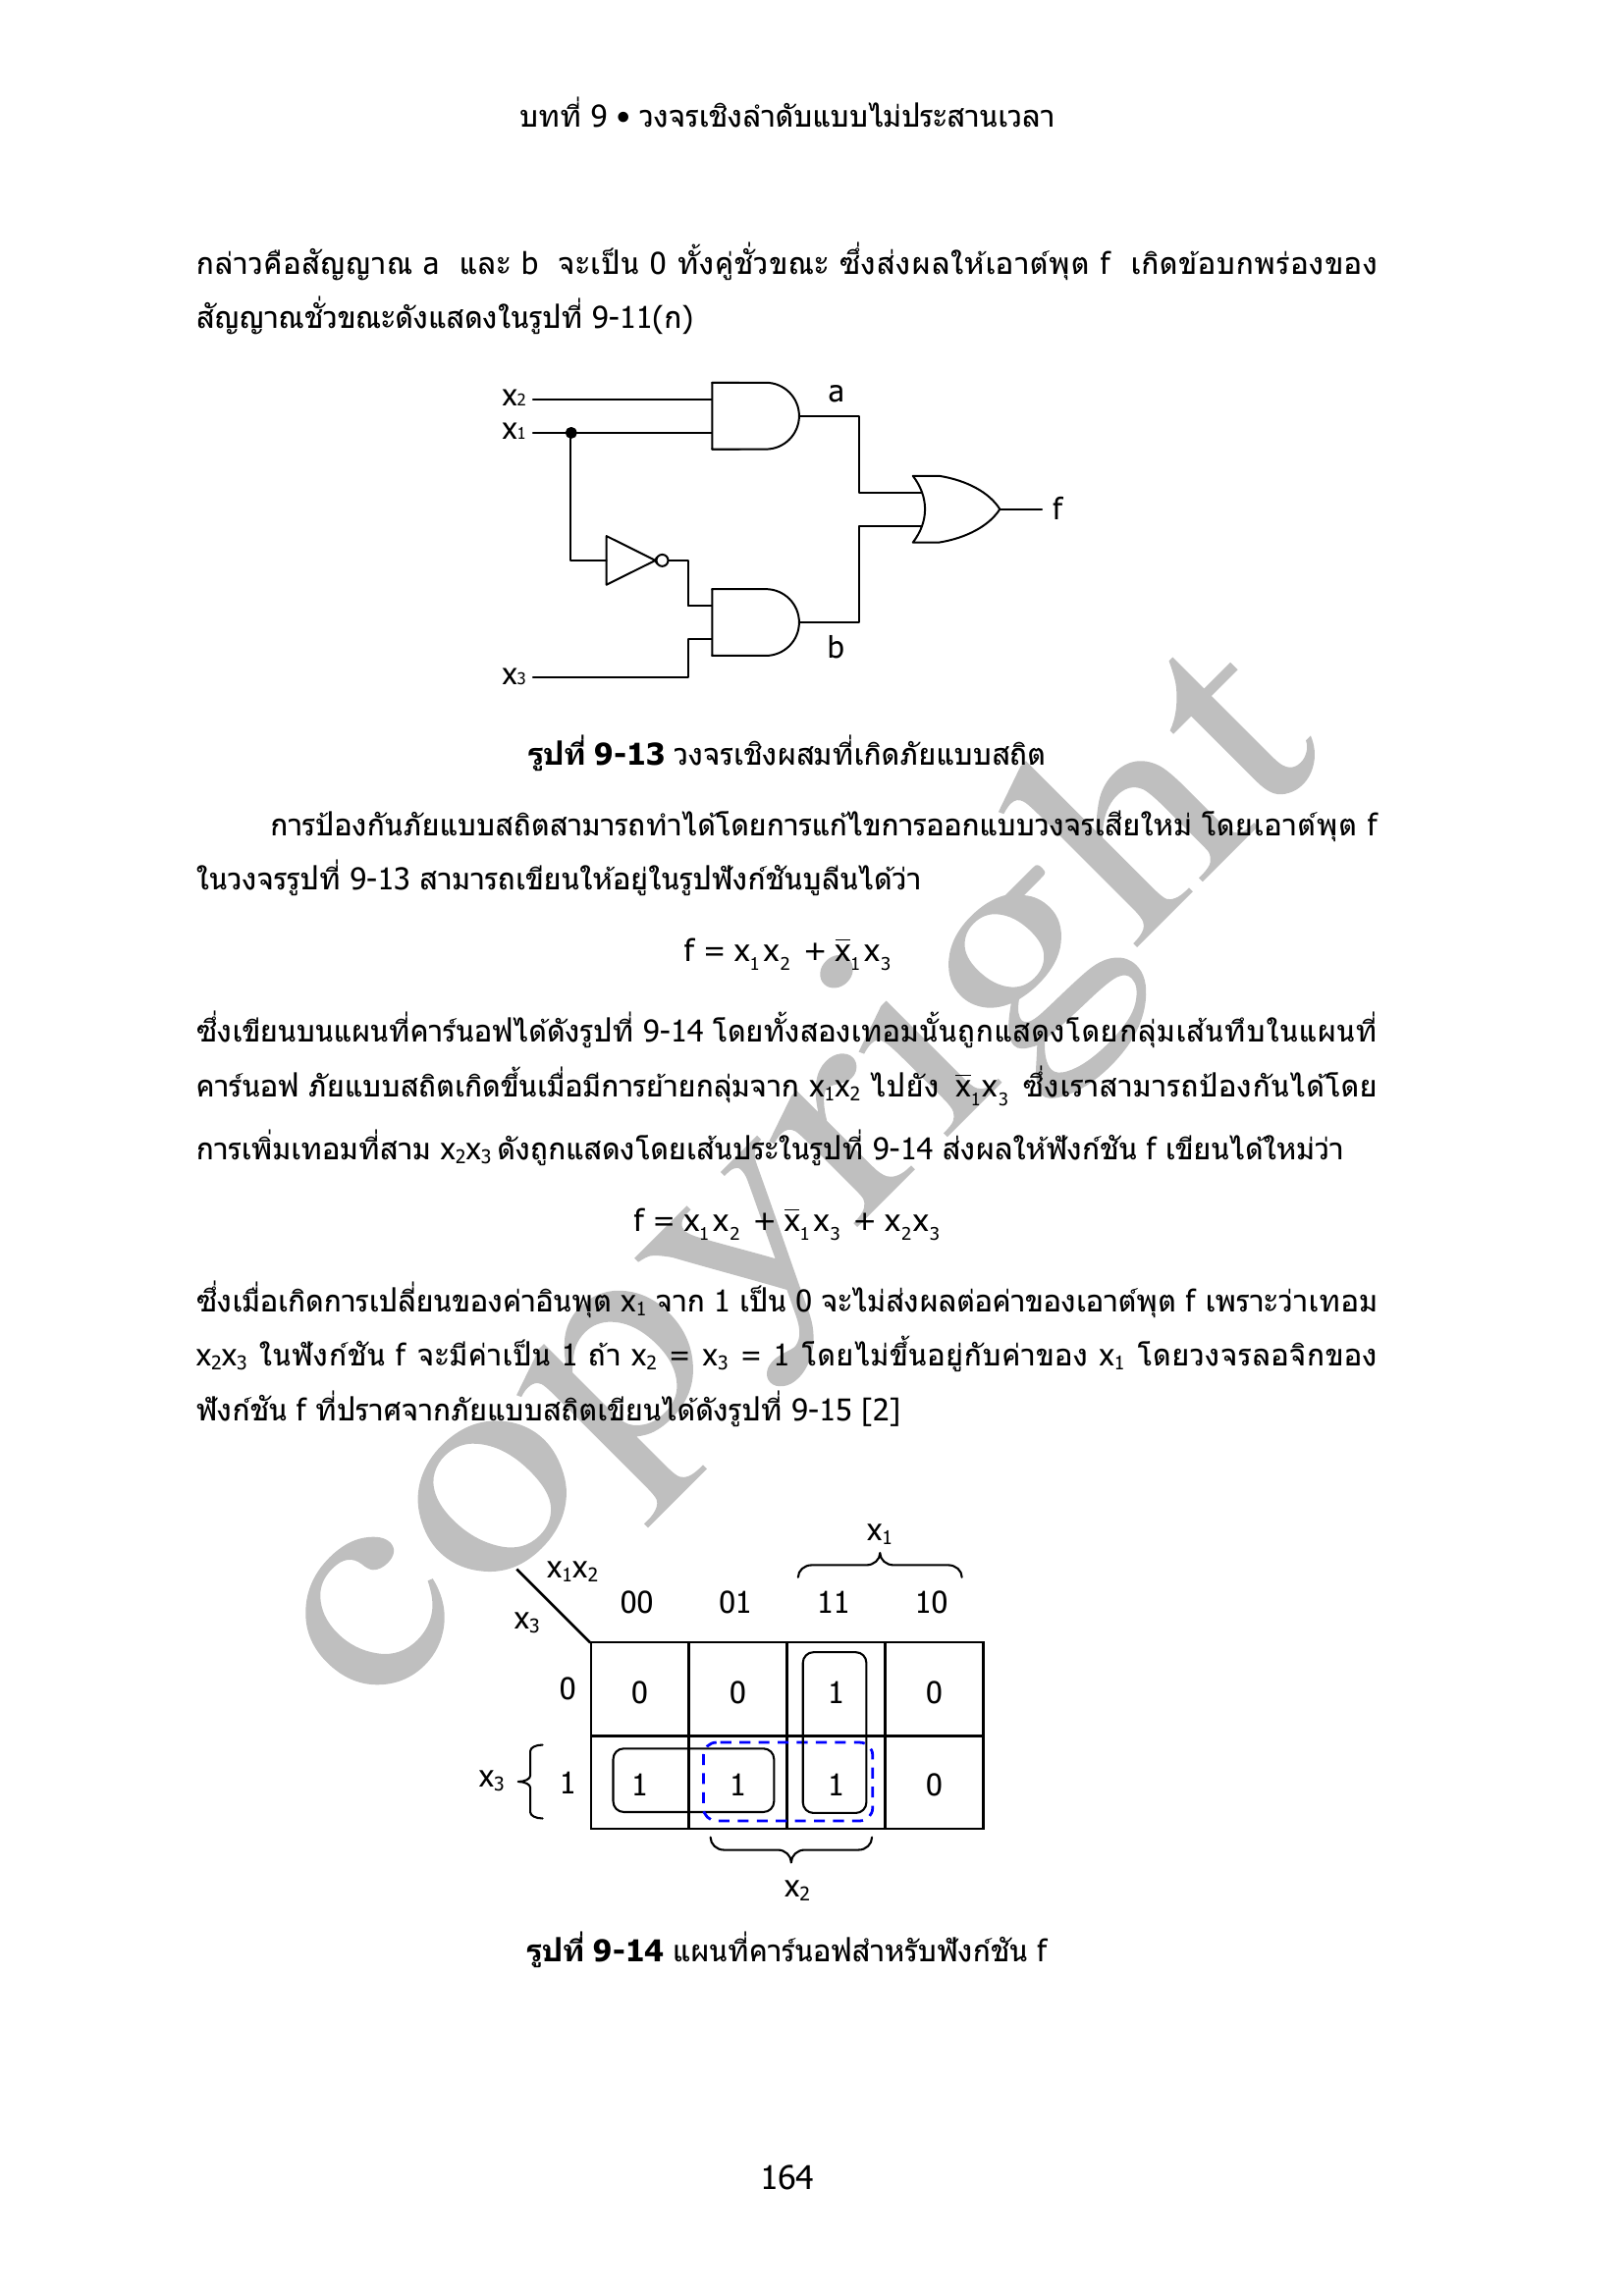 บทที่ 9 • วงจรเชิงลำดับแบบไม่ประสานเวลา
กล่าวคือสัญญาณ a และ b จะเป็น 0 ทั้งคู่ชั่วขณะ ซึ่งส่งผลให้เอาต์พุต f เกิดข้อบกพร่องของ
สัญญาณชั่วขณะดังแสดงในรูปที่ 9-11(ก)
x₂
a
x₁
f
b
x₃
รูปที่ 9-13 วงจรเชิงผสมที่เกิดภัยแบบสถิต
การป้องกันภัยแบบสถิตสามารถทำได้โดยการแก้ไขการออกแบบวงจรเสียใหม่ โดยเอาต์พุต f
ในวงจรรูปที่ 9-13 สามารถเขียนให้อยู่ในรูปฟังก์ชันบูลีนได้ว่า
f = x₁x₂ + x̅₁x₃
ซึ่งเขียนบนแผนที่คาร์นอฟได้ดังรูปที่ 9-14 โดยทั้งสองเทอมนั้นถูกแสดงโดยกลุ่มเส้นทึบในแผนที่
คาร์นอฟ ภัยแบบสถิตเกิดขึ้นเมื่อมีการย้ายกลุ่มจาก x₁x₂ ไปยัง x̅₁x₃ ซึ่งเราสามารถป้องกันได้โดย
การเพิ่มเทอมที่สาม x₂x₃ ดังถูกแสดงโดยเส้นประในรูปที่ 9-14 ส่งผลให้ฟังก์ชัน f เขียนได้ใหม่ว่า
f = x₁x₂ + x̅₁x₃ + x₂x₃
ซึ่งเมื่อเกิดการเปลี่ยนของค่าอินพุต x₁ จาก 1 เป็น 0 จะไม่ส่งผลต่อค่าของเอาต์พุต f เพราะว่าเทอม
x₂x₃ ในฟังก์ชัน f จะมีค่าเป็น 1 ถ้า x₂ = x₃ = 1 โดยไม่ขึ้นอยู่กับค่าของ x₁ โดยวงจรลอจิกของ
ฟังก์ชัน f ที่ปราศจากภัยแบบสถิตเขียนได้ดังรูปที่ 9-15 [2]
x₁
x₁x₂
00 01 11 10
x₃
0 0 0 1 0
x₃ 1 1 1 1 0
x₂
รูปที่ 9-14 แผนที่คาร์นอฟสำหรับฟังก์ชัน f
164
copyright